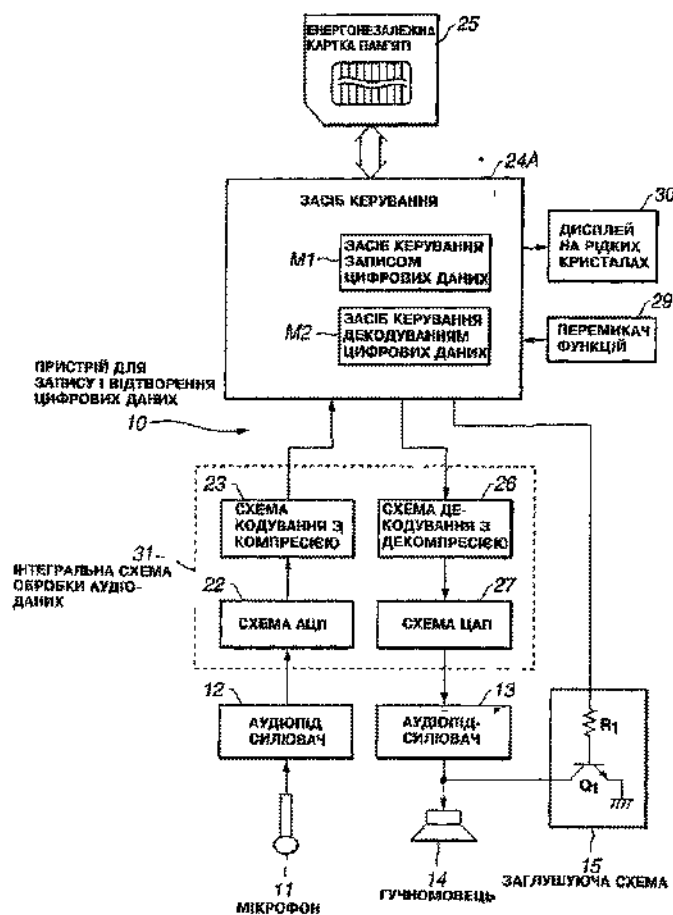 25
ЕНЕРГОНЕЗАЛЕЖНА
КАРТКА ПАМ'ЯТІ
24А
ЗАСІБ КЕРУВАННЯ
30
ДИСПЛЕЙ
НА РІДКИХ
КРИСТАЛАХ
М1
ЗАСІБ КЕРУВАННЯ
ЗАПИСОМ
ЦИФРОВИХ ДАНИХ
29
ПЕРЕМИКАЧ
ФУНКЦІЙ
М2
ЗАСІБ КЕРУВАННЯ
ДЕКОДУВАННЯМ
ЦИФРОВИХ ДАНИХ
ПРИСТРІЙ ДЛЯ
ЗАПИСУ І ВІДТВОРЕННЯ
ЦИФРОВИХ ДАНИХ
10
23
СХЕМА
КОДУВАННЯ З
КОМПРЕСІЄЮ
26
СХЕМА ДЕ-
КОДУВАННЯ З
ДЕКОМПРЕСІЄЮ
31
ІНТЕГРАЛЬНА СХЕМА
ОБРОБКИ АУДІО-
ДАНИХ
22
СХЕМА АЦП
27
СХЕМА ЦАП
12
АУДІОПІД
СИЛЮВАЧ
13
АУДІОПІД-
СИЛЮВАЧ
R1
Q1
11
МІКРОФОН
14
ГУЧНОМОВЕЦЬ
15
ЗАГЛУШУЮЧА СХЕМА